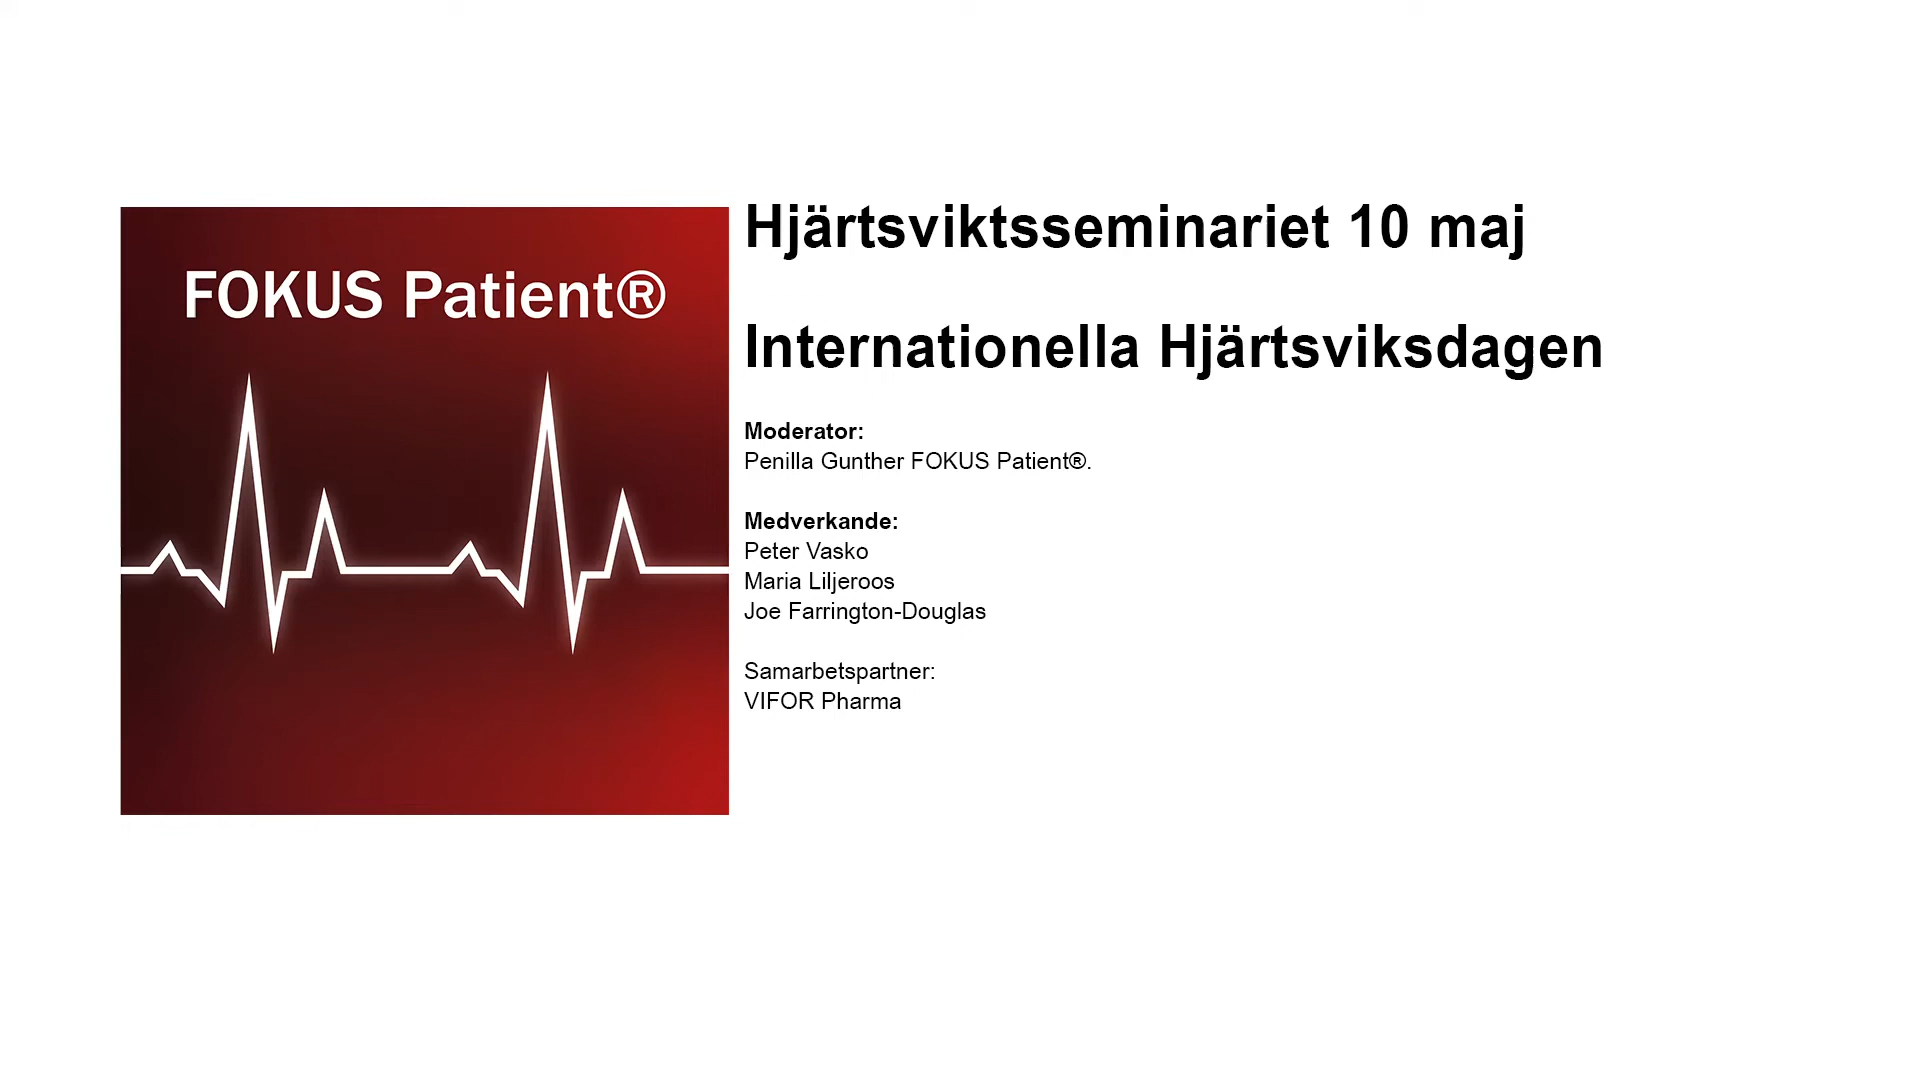 FOKUS Patient®
Hjärtsviktsseminariet 10 maj
Internationella Hjärtsviksdagen
Moderator:
Penilla Gunther FOKUS Patient®.
Medverkande:
Peter Vasko
Maria Liljeroos
Joe Farrington-Douglas
Samarbetspartner:
VIFOR Pharma